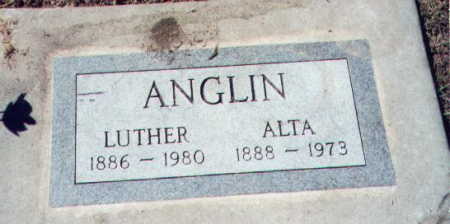 ANGLIN
LUTHER ALTA
1886 - 1980 1888 - 1973